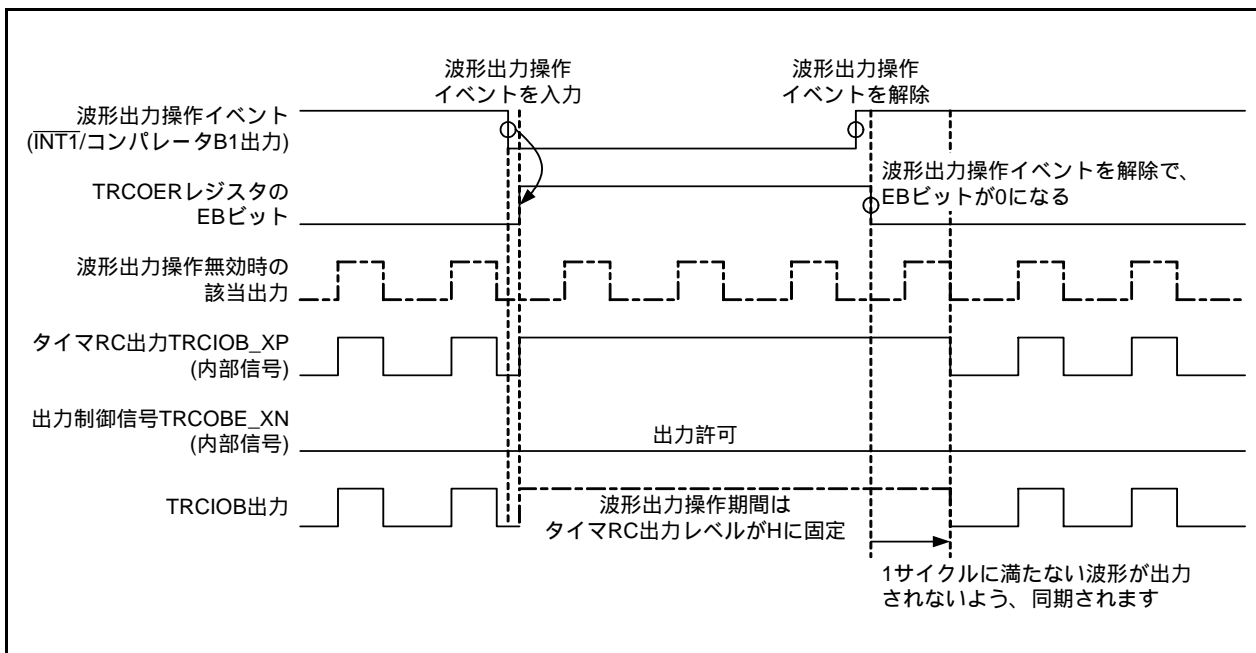 波形出力操作
イベントを入力
波形出力操作
イベントを解除
波形出力操作イベント
(INT1/コンパレータB1出力)
波形出力操作イベントを解除で、
EBビットが0になる
TRCOERレジスタの
EBビット
波形出力操作無効時の
該当出力
タイマRC出力TRCIOB_XP
(内部信号)
出力制御信号TRCOBE_XN
(内部信号)
出力許可
TRCIOB出力
波形出力操作期間は
タイマRC出力レベルがHに固定
1サイクルに満たない波形が出力
されないよう、同期されます